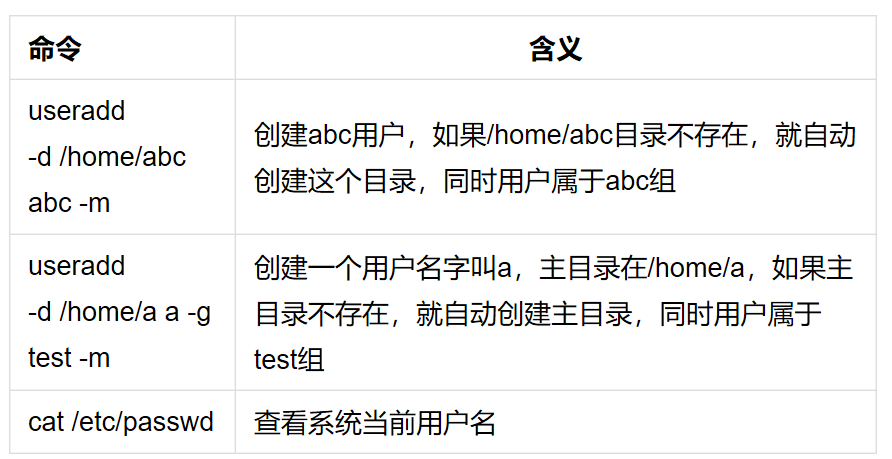 命令
含义
useradd
-d /home/abc
abc -m
创建abc用户，如果/home/abc目录不存在，就自动
创建这个目录，同时用户属于abc组
useradd
-d /home/a a -g
test -m
创建一个用户名字叫a，主目录在/home/a，如果主
目录不存在，就自动创建主目录，同时用户属于
test组
cat /etc/passwd
查看系统当前用户名